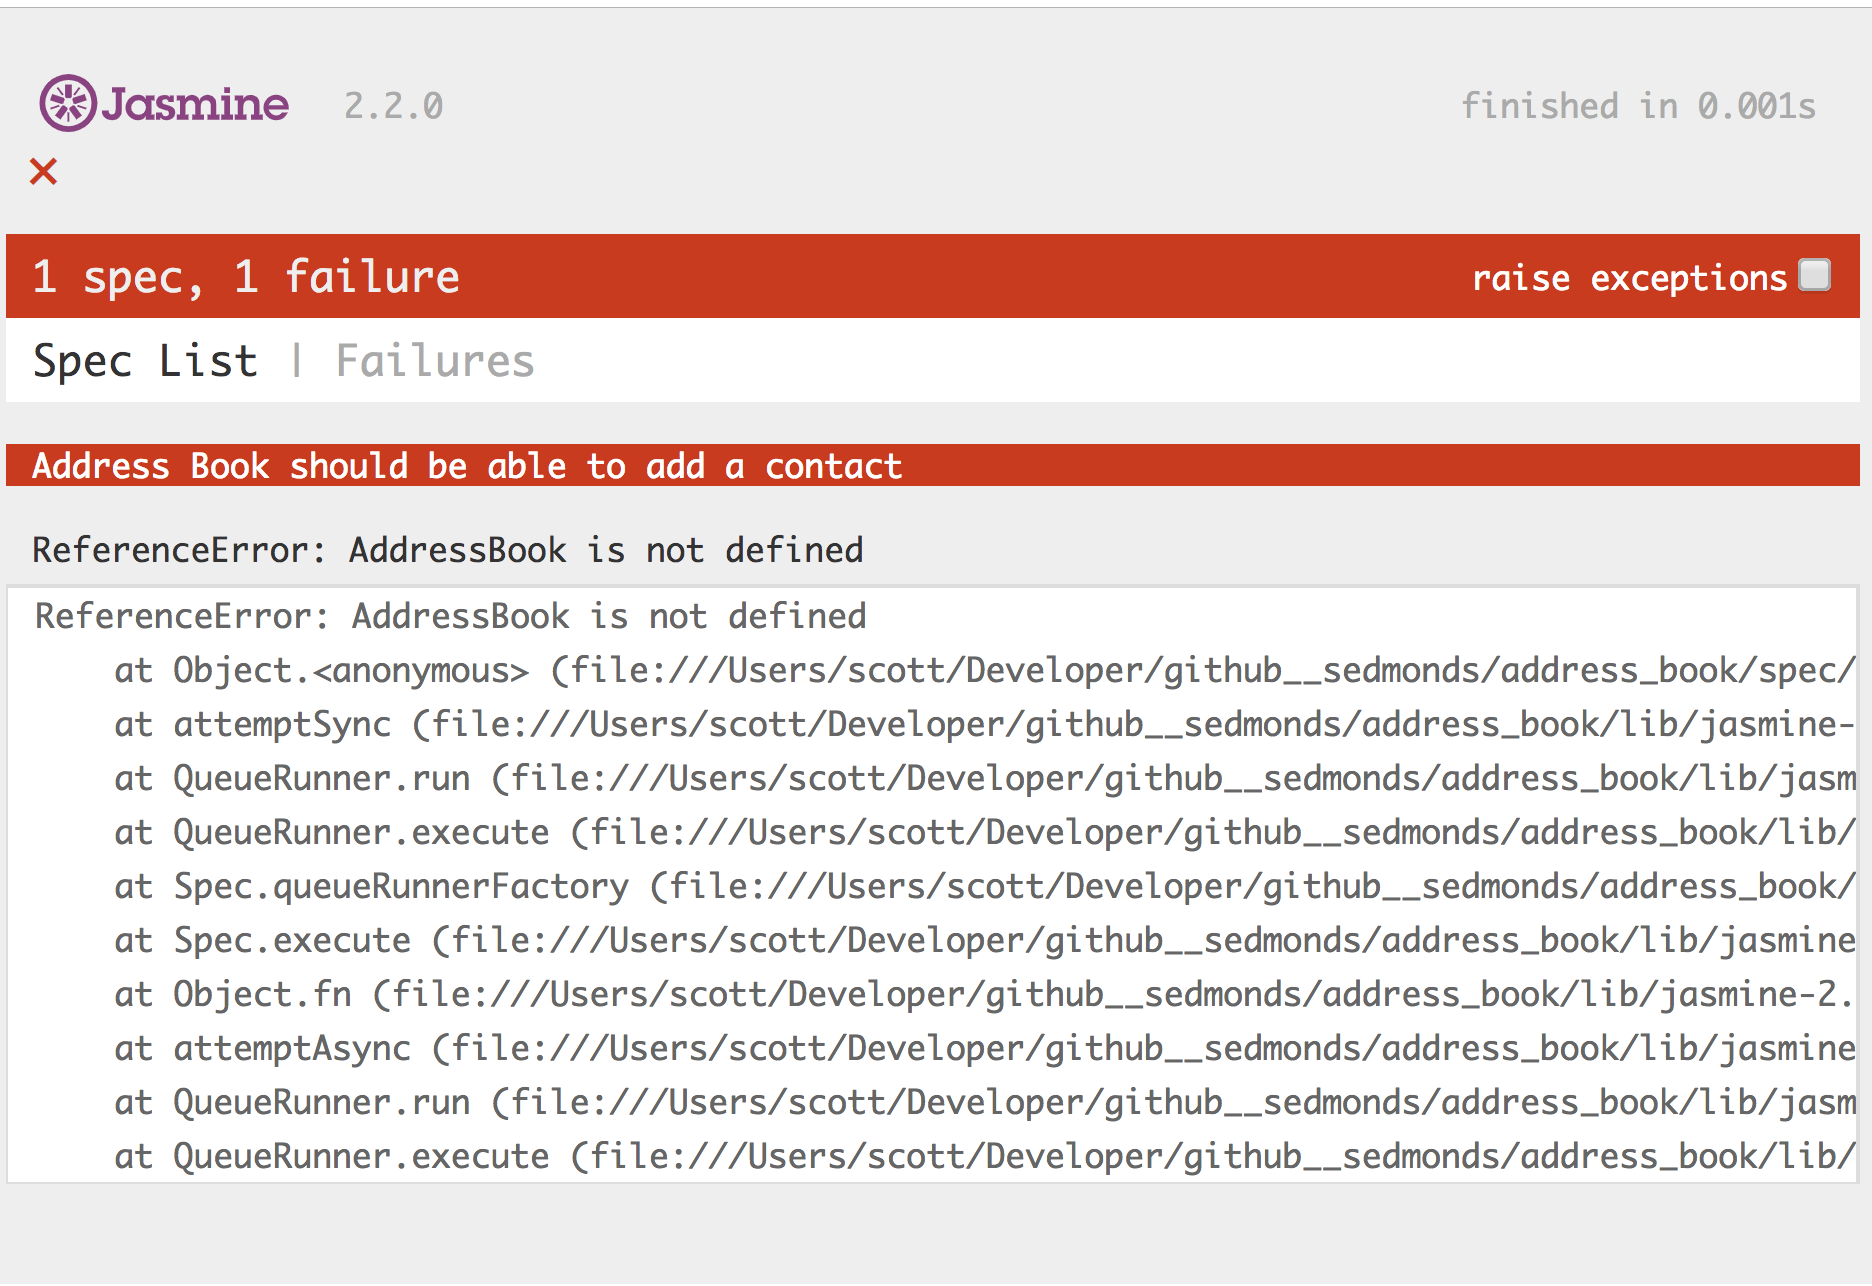 Jasmine 2.2.0 finished in 0.001s
×
1 spec, 1 failure raise exceptions
Spec List | Failures
Address Book should be able to add a contact
ReferenceError: AddressBook is not defined
ReferenceError: AddressBook is not defined
at Object.<anonymous> (file:///Users/scott/Developer/github__sedmonds/address_book/spec/
at attemptSync (file:///Users/scott/Developer/github__sedmonds/address_book/lib/jasmine-
at QueueRunner.run (file:///Users/scott/Developer/github__sedmonds/address_book/lib/jasm
at QueueRunner.execute (file:///Users/scott/Developer/github__sedmonds/address_book/lib/
at Spec.queueRunnerFactory (file:///Users/scott/Developer/github__sedmonds/address_book/
at Spec.execute (file:///Users/scott/Developer/github__sedmonds/address_book/lib/jasmine
at Object.fn (file:///Users/scott/Developer/github__sedmonds/address_book/lib/jasmine-2.
at attemptAsync (file:///Users/scott/Developer/github__sedmonds/address_book/lib/jasmine
at QueueRunner.run (file:///Users/scott/Developer/github__sedmonds/address_book/lib/jasm
at QueueRunner.execute (file:///Users/scott/Developer/github__sedmonds/address_book/lib/